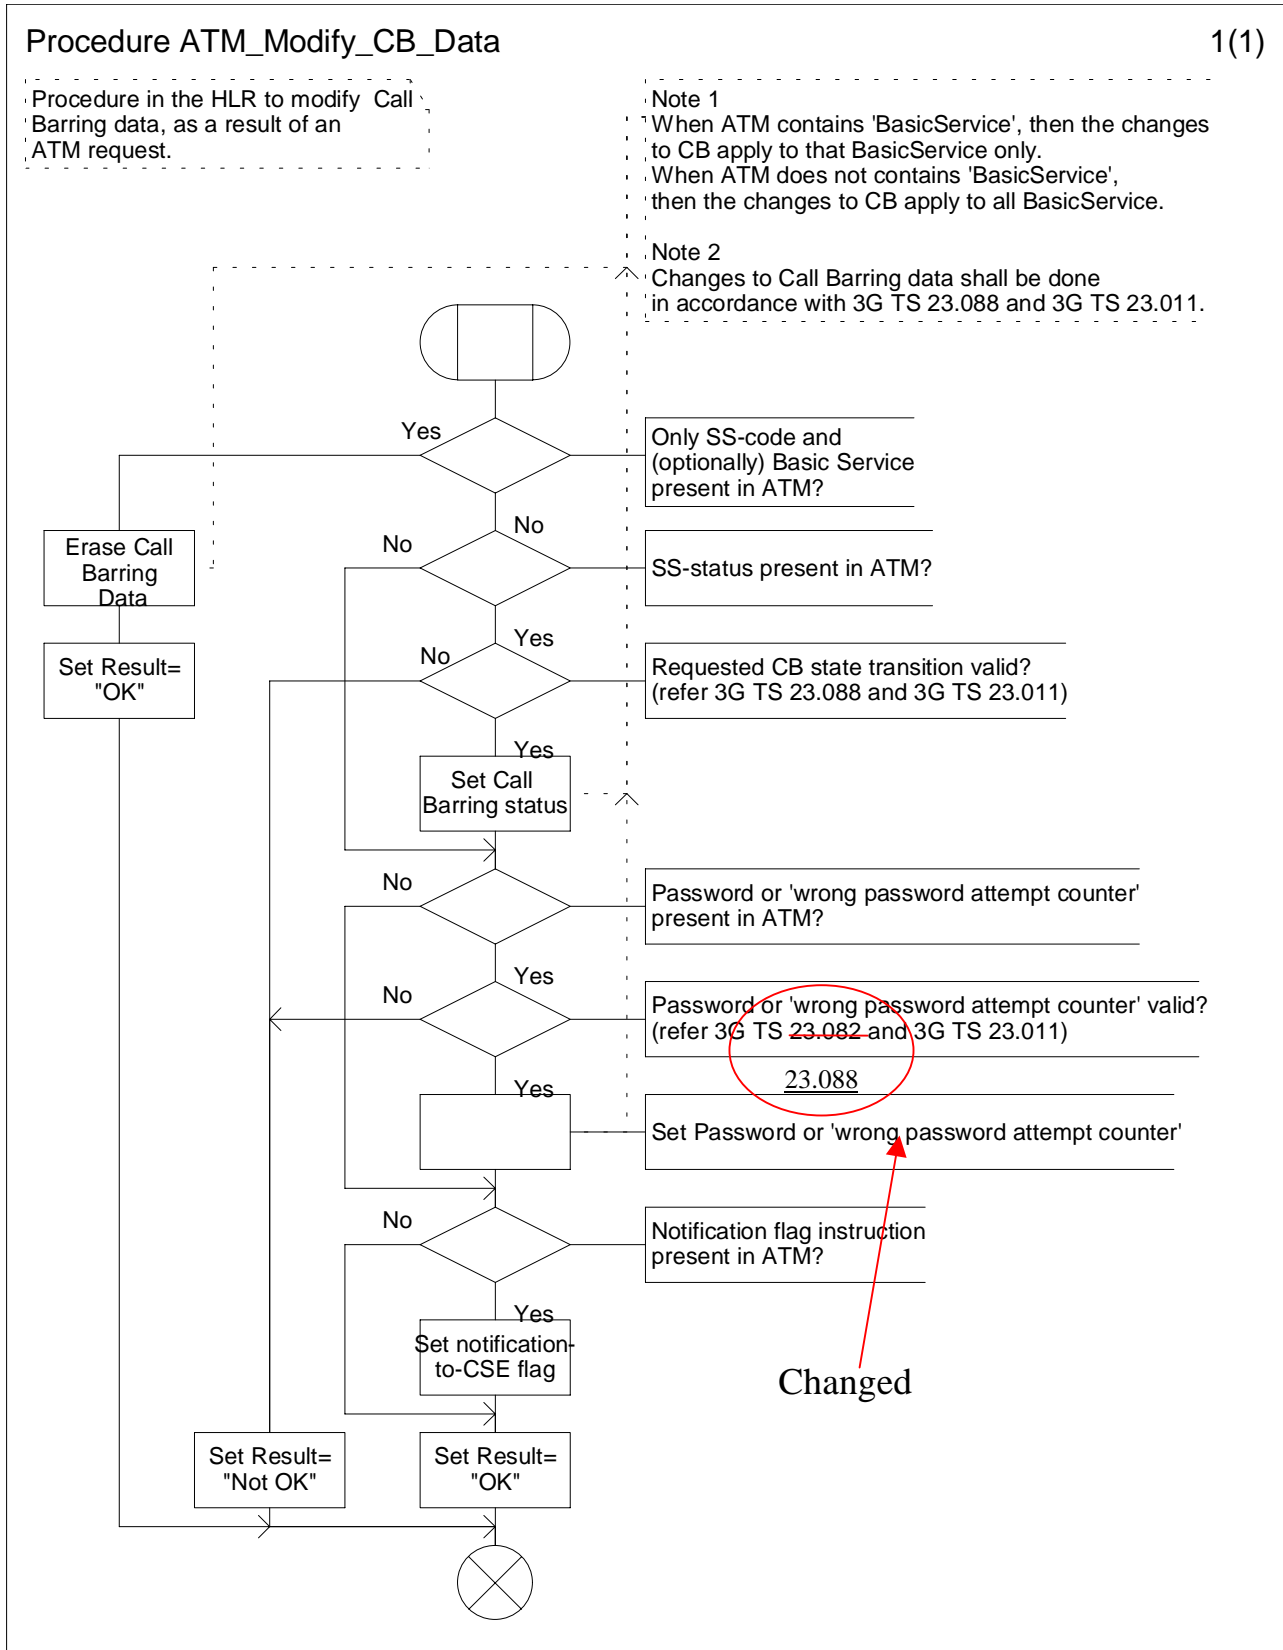 Procedure ATM_Modify_CB_Data
1(1)
Procedure in the HLR to modify Call
Barring data, as a result of an
ATM request.
Note 1
When ATM contains 'BasicService', then the changes
to CB apply to that BasicService only.
When ATM does not contains 'BasicService',
then the changes to CB apply to all BasicService.
Note 2
Changes to Call Barring data shall be done
in accordance with 3G TS 23.088 and 3G TS 23.011.
Yes
Only SS-code and
(optionally) Basic Service
present in ATM?
No
Erase Call
Barring
Data
No
SS-status present in ATM?
Yes
Set Result=
"OK"
No
Requested CB state transition valid?
(refer 3G TS 23.088 and 3G TS 23.011)
Yes
Set Call
Barring status
No
Password or 'wrong password attempt counter'
present in ATM?
Yes
No
Password or 'wrong password attempt counter' valid?
(refer 3G TS 23.082 and 3G TS 23.011)
23.088
Yes
Set Password or 'wrong password attempt counter'
No
Notification flag instruction
present in ATM?
Yes
Set notification-
to-CSE flag
Changed
Set Result=
"Not OK"
Set Result=
"OK"